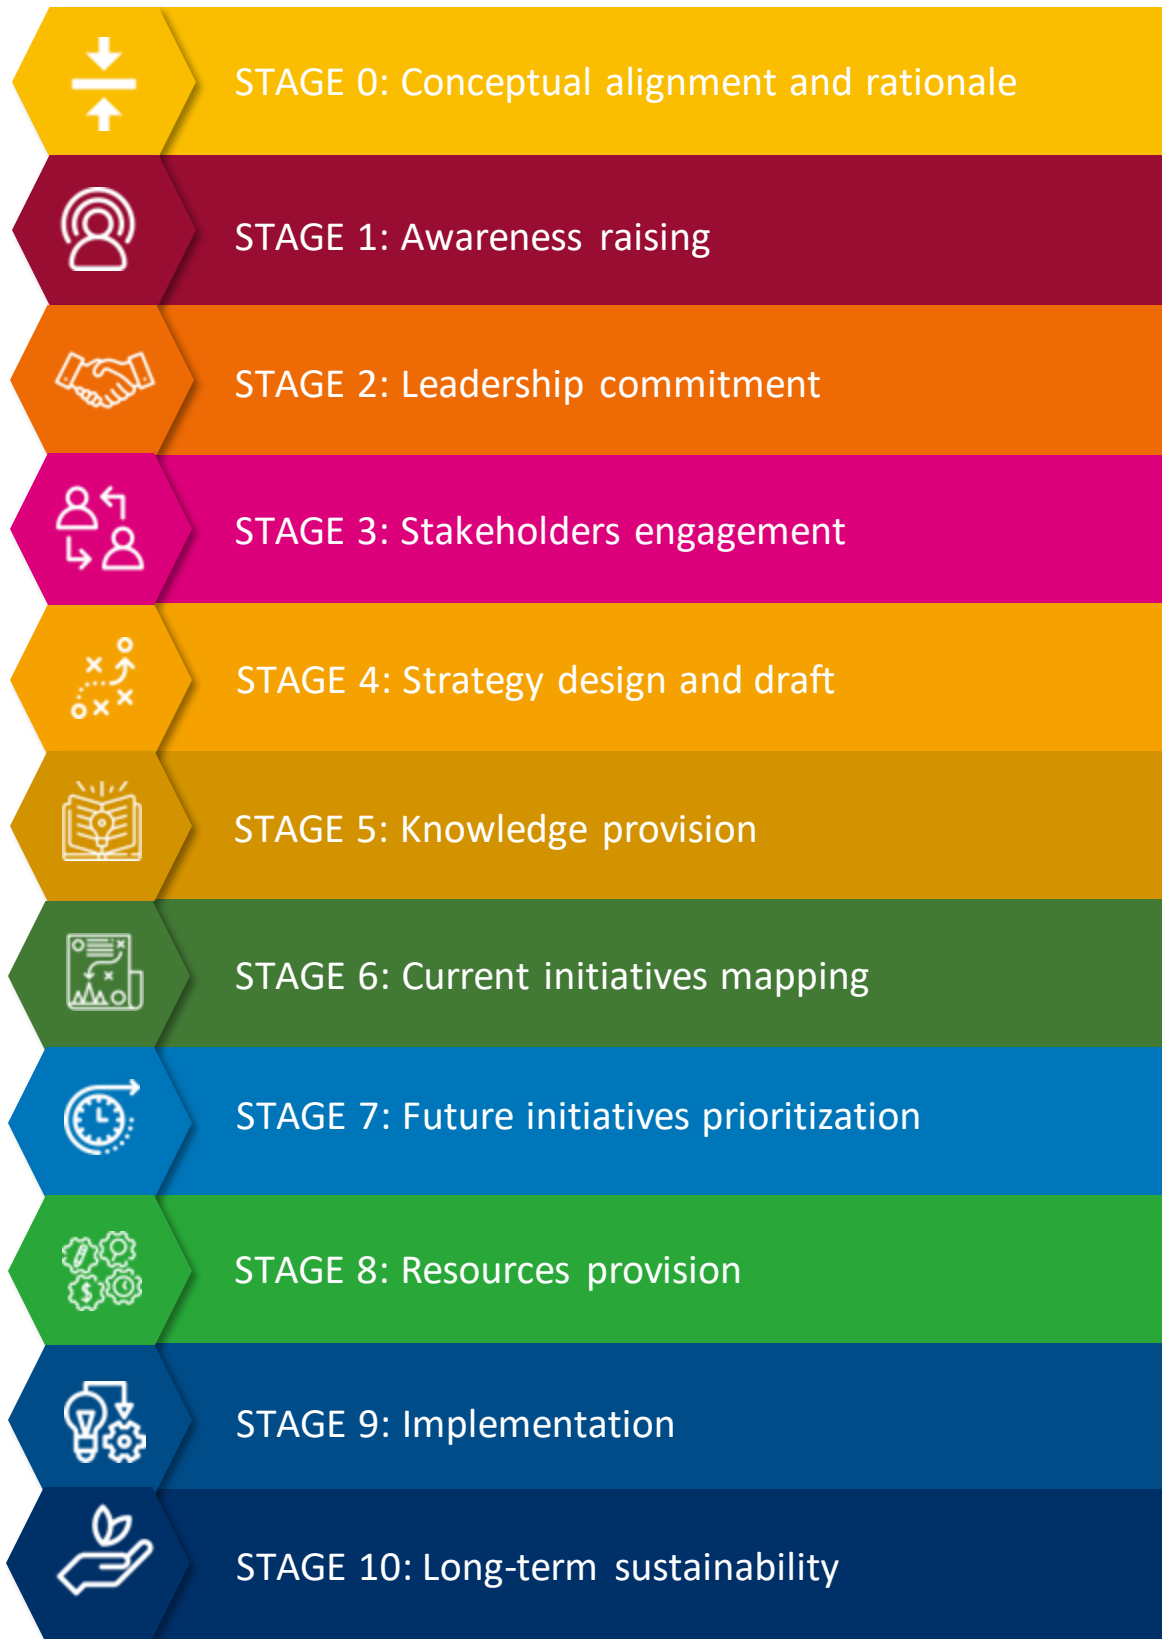 STAGE 0: Conceptual alignment and rationale
STAGE 1: Awareness raising
STAGE 2: Leadership commitment
STAGE 3: Stakeholders engagement
STAGE 4: Strategy design and draft
STAGE 5: Knowledge provision
STAGE 6: Current initiatives mapping
STAGE 7: Future initiatives prioritization
STAGE 8: Resources provision
STAGE 9: Implementation
STAGE 10: Long-term sustainability